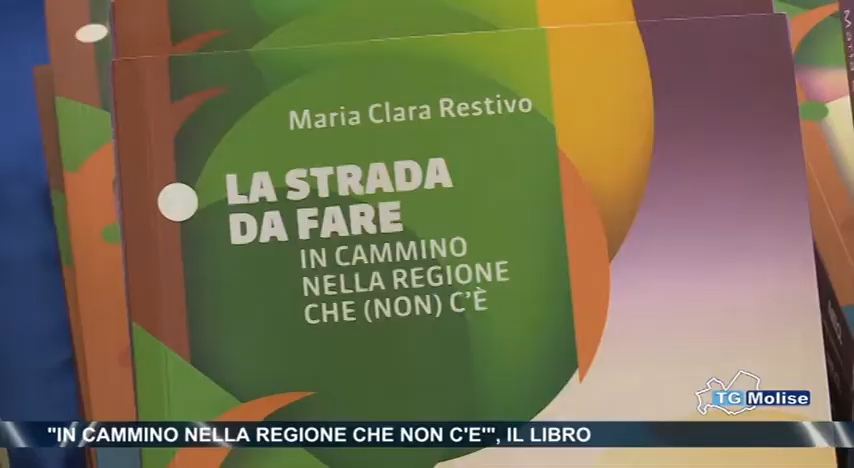 Maria Clara Restivo
LA STRADA
DA FARE
IN CAMMINO
NELLA REGIONE
CHE (NON) C'È
TG Molise
"IN CAMMINO NELLA REGIONE CHE NON C'E'", IL LIBRO